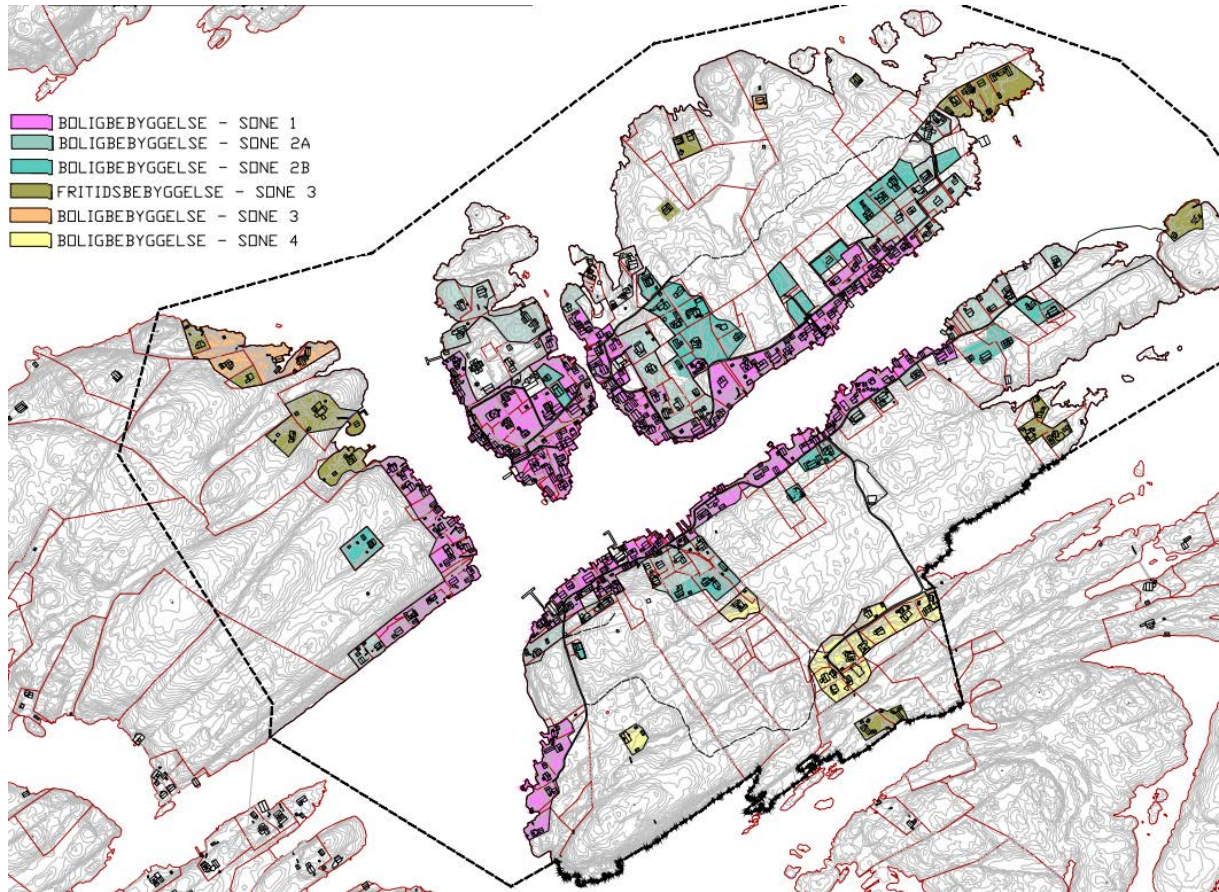 BOLIGBEBYGGELSE - SONE 1
BOLIGBEBYGGELSE - SONE 2A
BOLIGBEBYGGELSE - SONE 2B
FRITIDSBEBYGGELSE - SONE 3
BOLIGBEBYGGELSE - SONE 3
BOLIGBEBYGGELSE - SONE 4